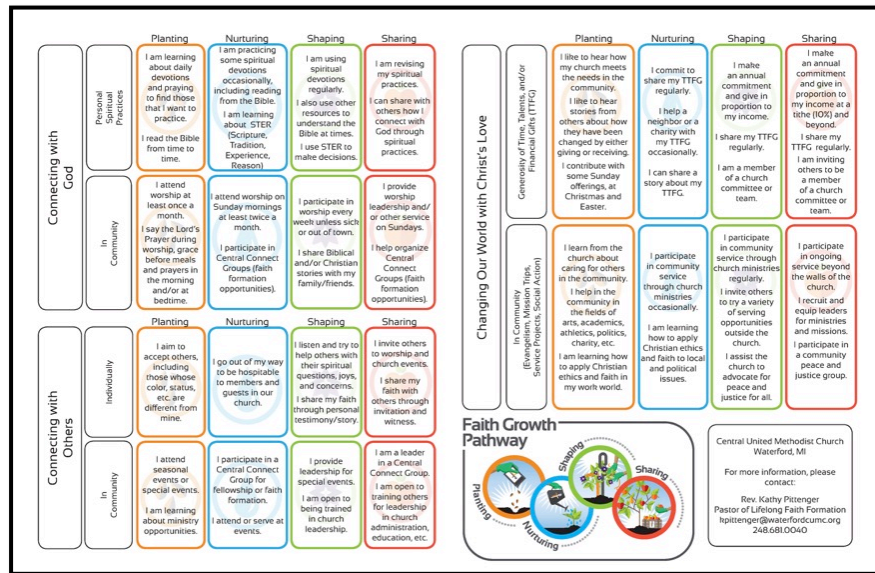 Planting
Nurturing
Shaping
Sharing
Connecting with
God
Personal
Spiritual
Practices
I am learning
about daily
devotions
and praying to
find those
that I want to
practice.
I read the Bible
from time to
time.
I am practicing
some spiritual
devotions
occasionally,
including reading
from the Bible.
I am learning
about STER
(Scripture,
Tradition,
Experience,
Reason)
I am using
spiritual
devotions
regularly.
I also use other
resources to
understand the
Bible at times.
I use STER to
make decisions.
I am revising
my spiritual
practices.
I can share with
others how I
connect with
God through
spiritual
practices.
In
Community
I attend
worship at
least once a
month.
I say the Lord's
Prayer during
worship, grace
before meals
and prayers in
the morning
and/or at
bedtime.
I attend worship on
Sunday mornings
at least twice a
month.
I participate in
Central Connect
Groups (faith
formation
opportunities).
I participate in
worship every
week unless sick
or out of town.
I share Biblical
and/or Christian
stories with my
family/friends.
I provide
worship
leadership and/
or other service
on Sundays.
I help organize
Central
Connect
Groups (faith
formation
opportunities).
Planting
Nurturing
Shaping
Sharing
Connecting with
Others
Individually
I aim to
accept others,
including
those whose
color, status,
etc. are
different from
mine.
I go out of my way
to be hospitable
to members and
guests in our
church.
I listen and try to
help others with
their spiritual
questions, joys,
and concerns.
I share my faith
through personal
testimony/story.
I invite others
to worship and
church events.
I share my
faith with
others through
invitation and
witness.
In
Community
I attend
seasonal
events or
special events.
I am learning
about ministry
opportunities.
I participate in a
Central Connect
Group for
fellowship or faith
formation.
I attend or serve at
events.
I provide
leadership for
special events.
I am open to
being trained in
church
leadership.
I am a leader
in a Central
Connect Group.
I am open to
training others
for leadership
in church
administration,
education, etc.
Planting
Nurturing
Shaping
Sharing
Changing Our World with Christ's Love
Generosity of Time, Talents, and/or
Financial Gifts (TTFG)
I like to hear how
my church meets
the needs in the
community.
I like to hear
stories from
others about how
they have been
changed by either
giving or receiving.
I contribute with
some Sunday
offerings, at
Christmas and
Easter.
I commit to
share my TTFG
regularly.
I help a
neighbor or a
charity with
my TTFG
occasionally.
I can share a
story about my
TTFG.
I make
an annual
commitment
and give in
proportion to
my income.
I share my TTFG
regularly.
I am a member
of a church
committee or
team.
I make
an annual
commitment
and give in
proportion to
my income at a
tithe (10%) and
beyond.
I share
my TTFG regularly.
I am inviting
others to be
a member
of a church
committee or
team.
In Community
(Evangelism, Mission Trips,
Service Projects, Social Action)
I learn from the
church about
caring for others
in the community.
I help in the
community in the
fields of
arts, academics,
athletics, politics,
charity, etc.
I am learning how
to apply Christian
ethics and faith in
my work world.
I participate
in community
service
through church
ministries
occasionally.
I am learning
how to apply
Christian ethics
and faith to local
and political
issues.
I participate
in community
service through
church ministries
regularly.
I invite others
to try a variety
of serving
opportunities
outside the
church.
I assist the
church to
advocate for
peace and
justice for all.
I participate
in ongoing
service beyond
the walls of the
church.
I recruit and
equip leaders
for ministries
and missions.
I participate in
a community
peace and
justice group.
Faith Growth
Pathway
Planting
Nurturing
Shaping
Sharing
Central United Methodist Church
Waterford, MI
For more information, please
contact:
Rev. Kathy Pittenger
Pastor of Lifelong Faith Formation
kpittenger@waterfordcumc.org
248.681.0040